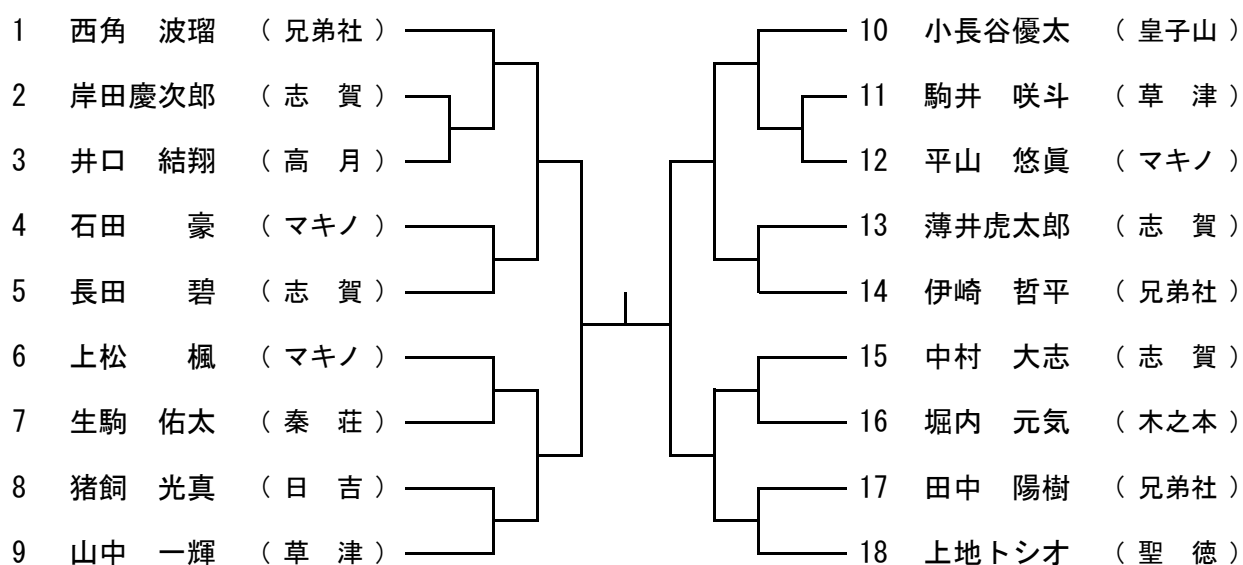 1 西角 波瑠 (兄弟社)
2 岸田慶次郎 (志 賀)
3 井口 結翔 (高 月)
4 石田 豪 (マキノ)
5 長田 碧 (志 賀)
6 上松 楓 (マキノ)
7 生駒 佑太 (秦 荘)
8 猪飼 光真 (日 吉)
9 山中 一輝 (草 津)
10 小長谷優太 (皇子山)
11 駒井 咲斗 (草 津)
12 平山 悠眞 (マキノ)
13 薄井虎太郎 (志 賀)
14 伊崎 哲平 (兄弟社)
15 中村 大志 (志 賀)
16 堀内 元気 (木之本)
17 田中 陽樹 (兄弟社)
18 上地トシオ (聖 徳)